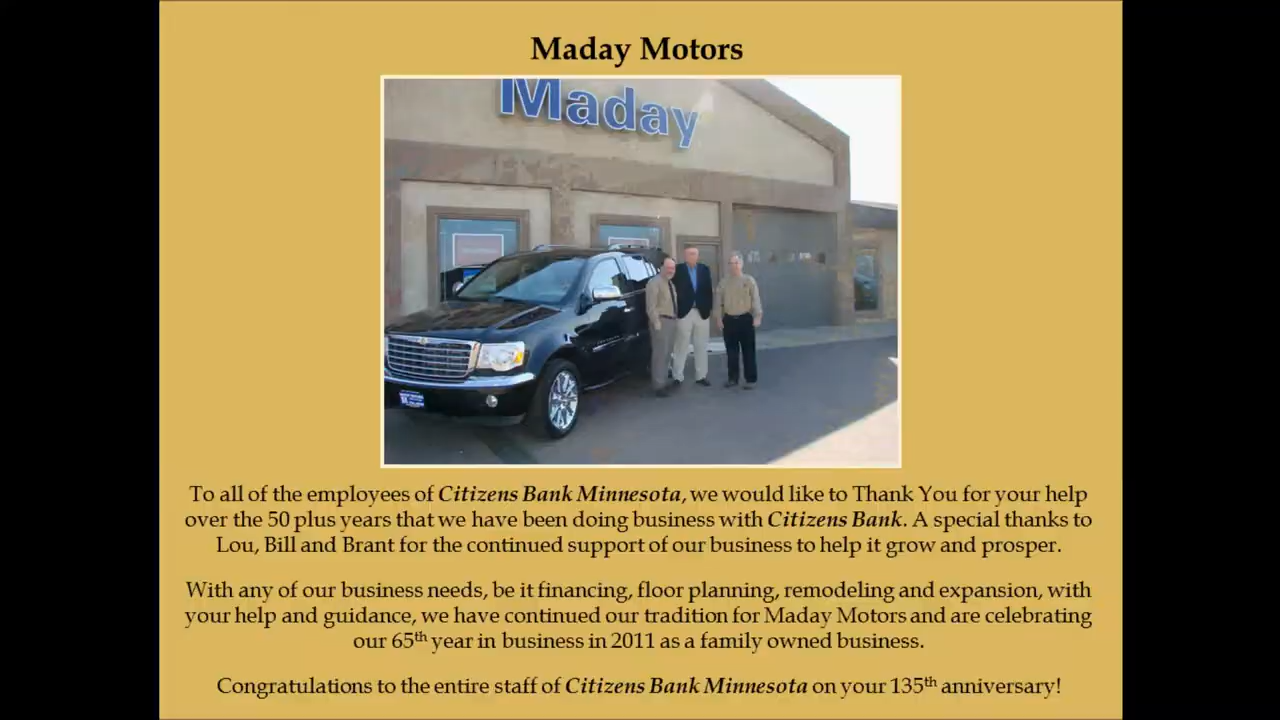 Maday Motors
Maday
To all of the employees of Citizens Bank Minnesota, we would like to Thank You for your help
over the 50 plus years that we have been doing business with Citizens Bank. A special thanks to
Lou, Bill and Brant for the continued support of our business to help it grow and prosper.
With any of our business needs, be it financing, floor planning, remodeling and expansion, with
your help and guidance, we have continued our tradition for Maday Motors and are celebrating
our 65th year in business in 2011 as a family owned business.
Congratulations to the entire staff of Citizens Bank Minnesota on your 135th anniversary!